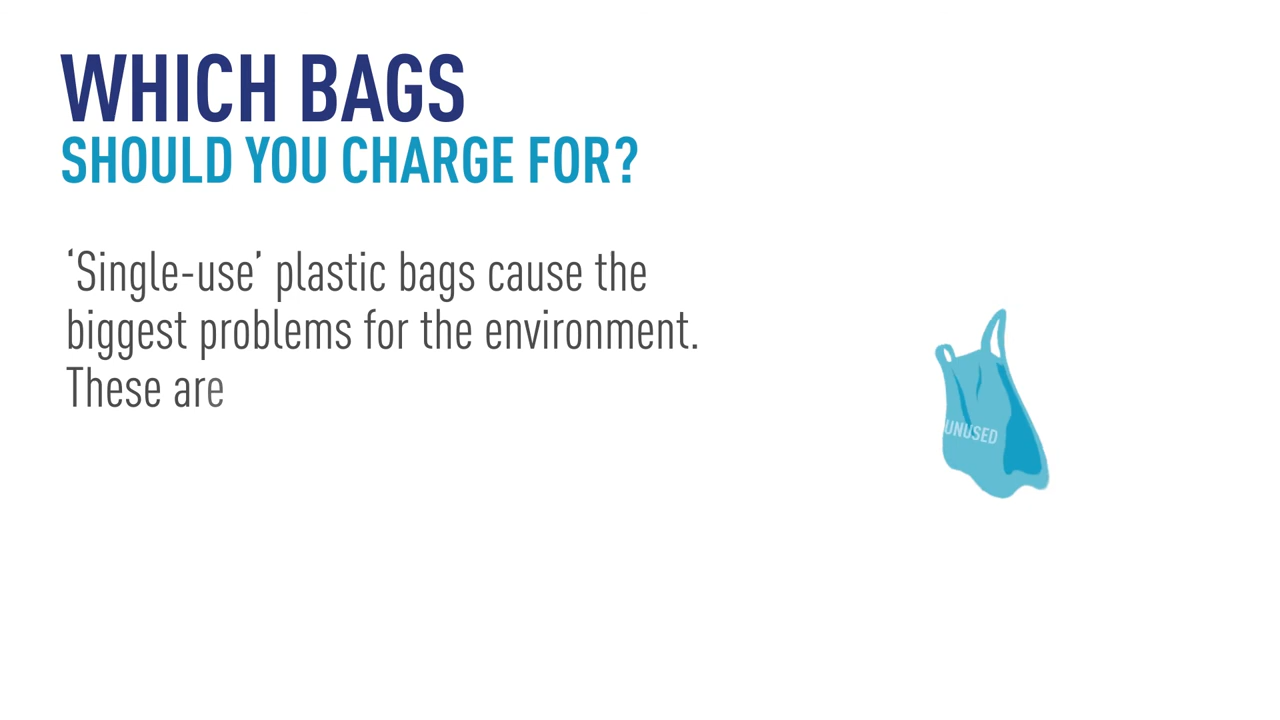 WHICH BAGS
SHOULD YOU CHARGE FOR?
‘Single-use’ plastic bags cause the
biggest problems for the environment.
These are
UNUSED